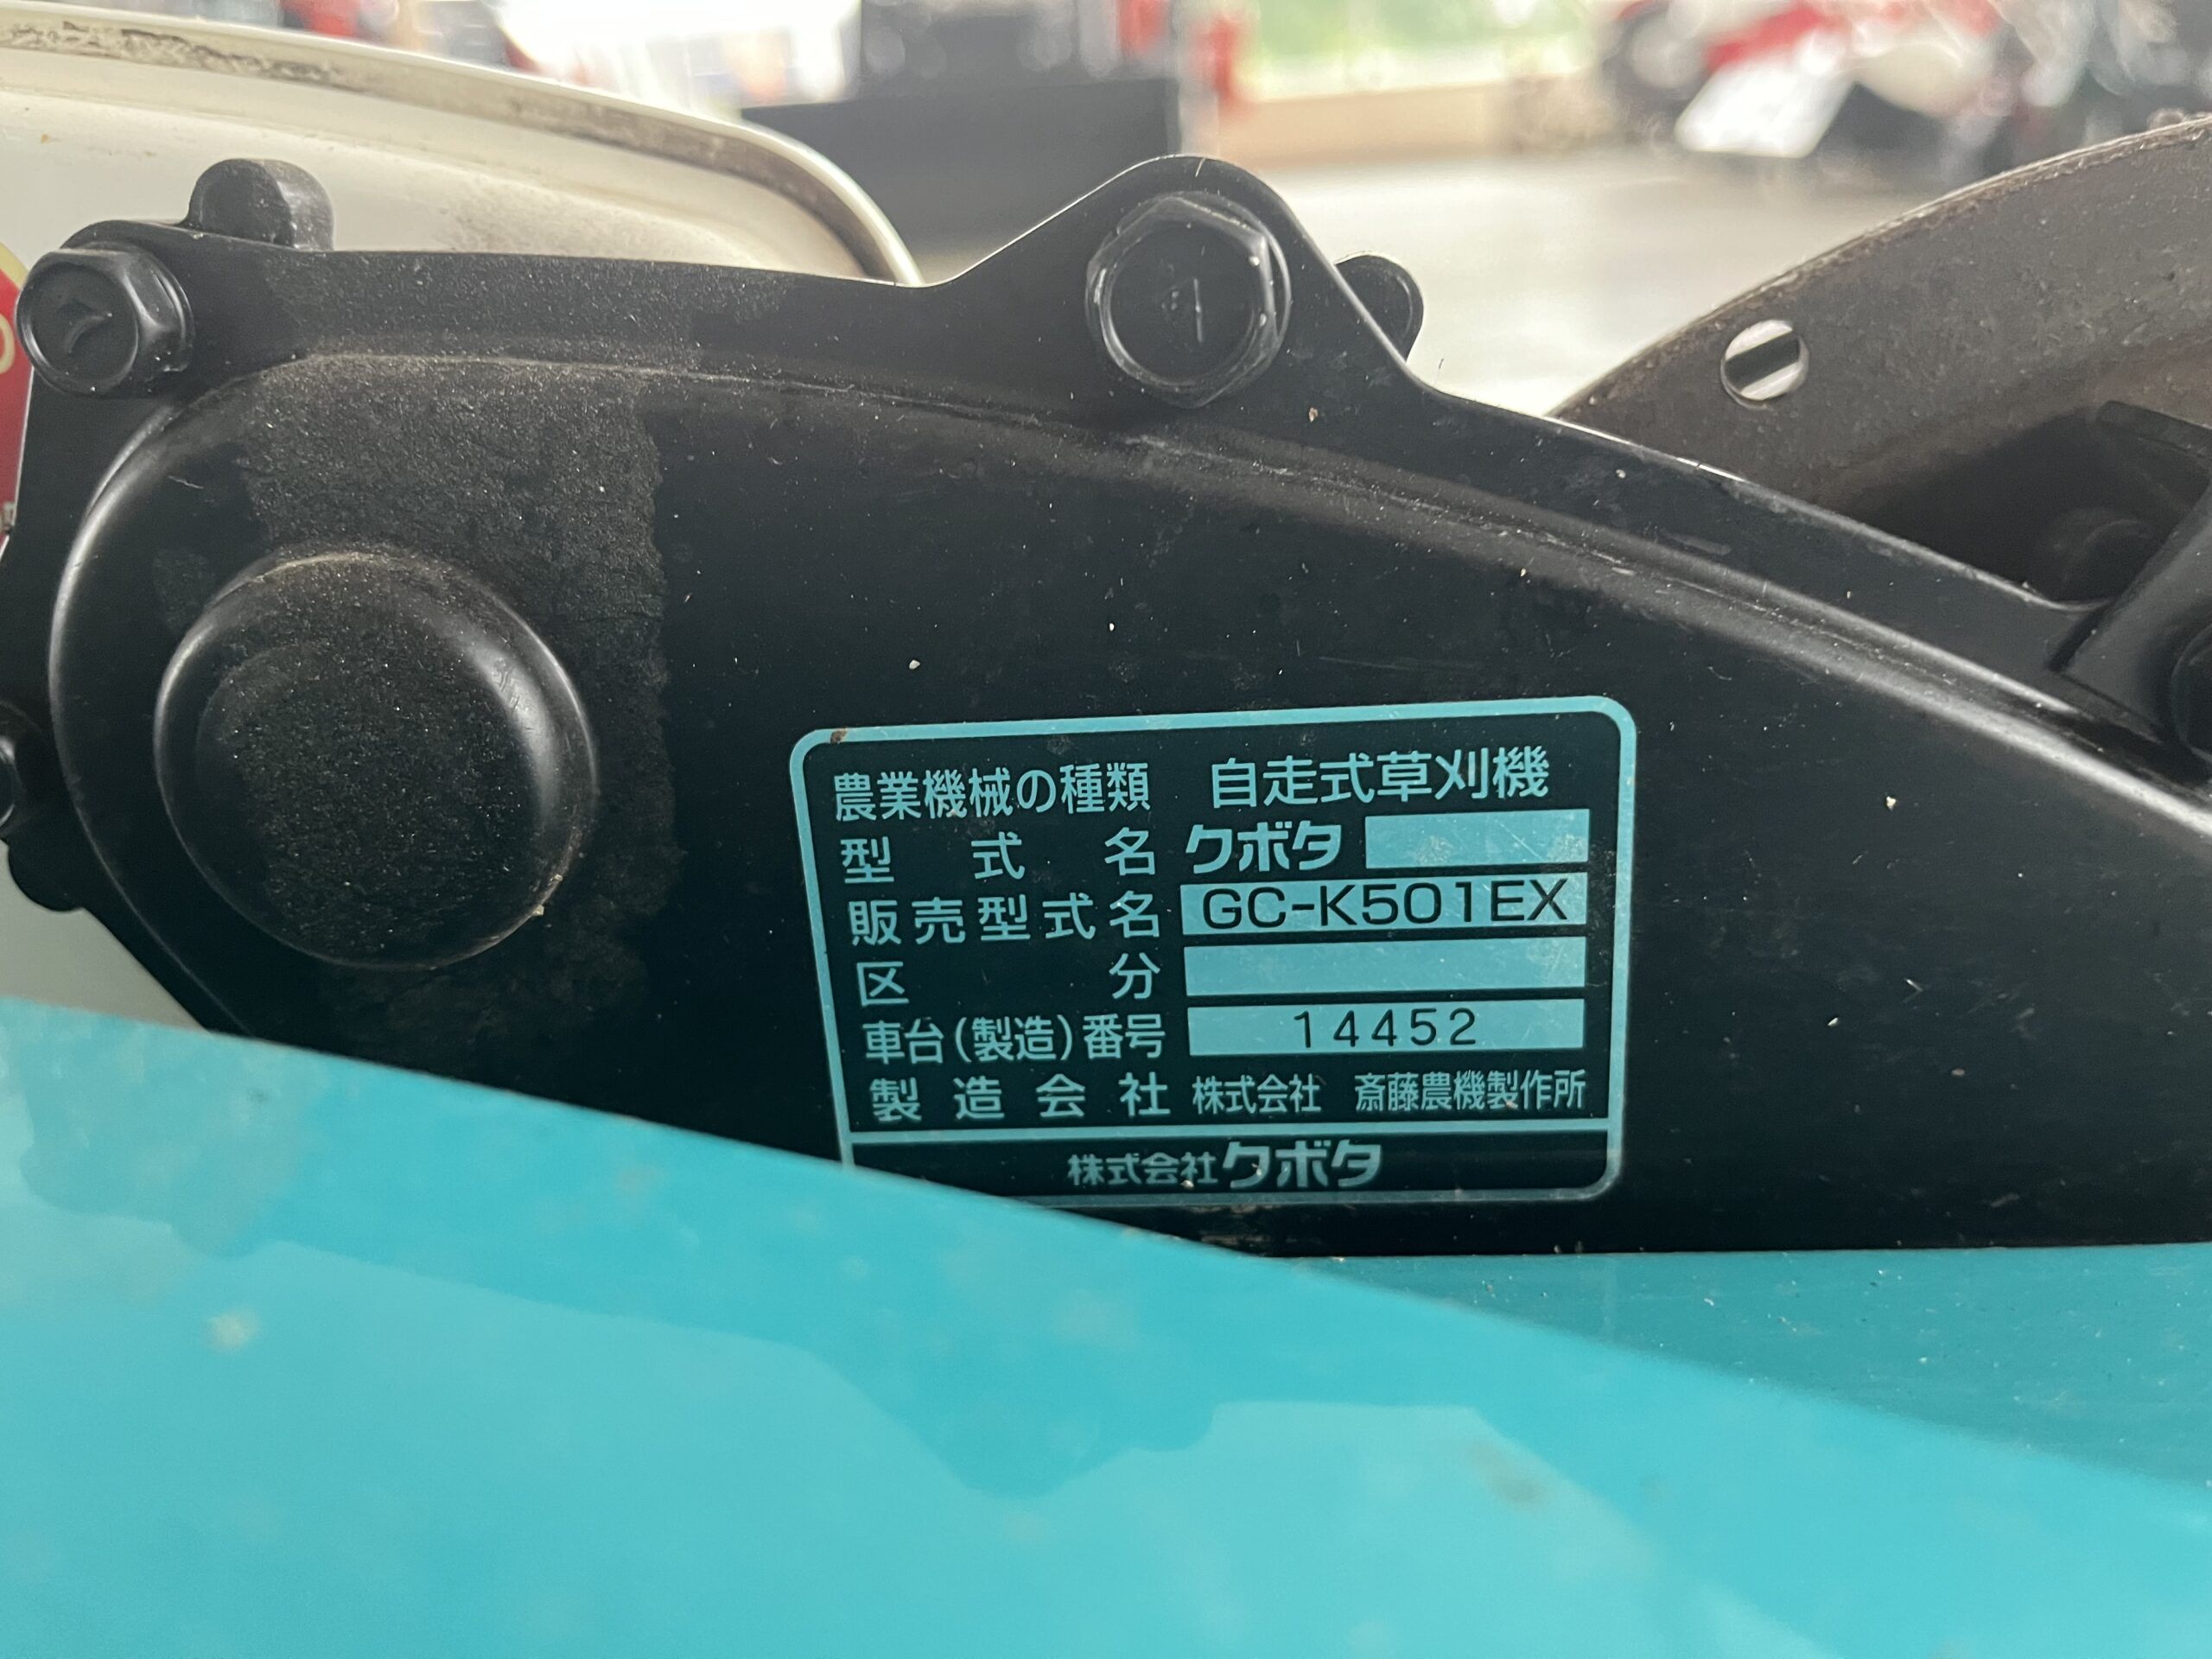 農業機械の種類 自走式草刈機
型式名 クボタ
販売型式名 GC-K501EX
区分
車台(製造)番号 14452
製造会社 株式会社 斎藤農機製作所
株式会社クボタ